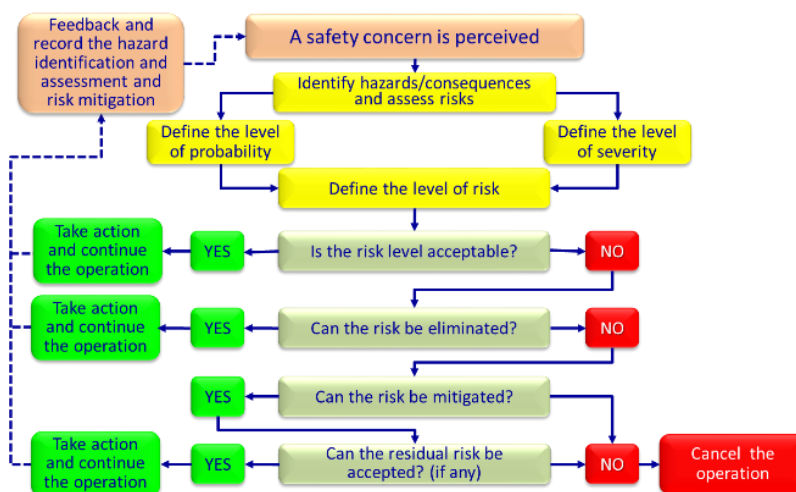 Feedback and
record the hazard
identification and
assessment and
risk mitigation
A safety concern is perceived
Identify hazards/consequences
and assess risks
Define the level
of probability
Define the level
of severity
Define the level of risk
Take action
and continue
the operation
YES
Is the risk level acceptable?
NO
Take action
and continue
the operation
YES
Can the risk be eliminated?
NO
YES
Can the risk be mitigated?
Take action
and continue
the operation
YES
Can the residual risk be
accepted? (if any)
NO
Cancel the
operation